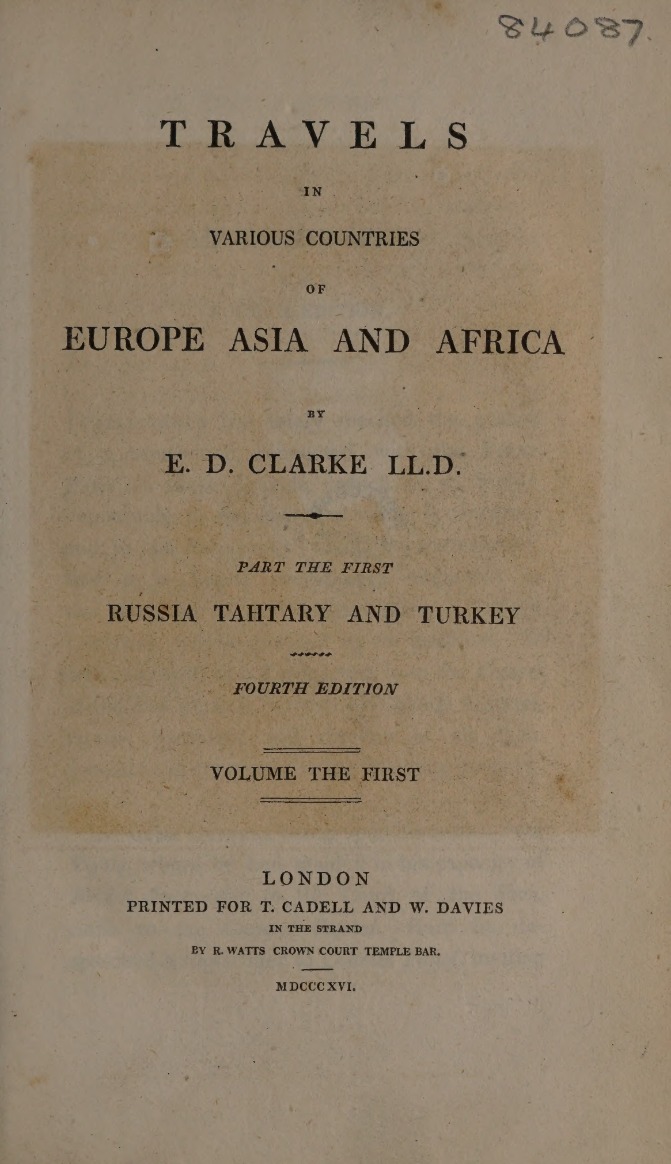 84087.
TRAVELS
IN
VARIOUS COUNTRIES
OF
EUROPE ASIA AND AFRICA
BY
E. D. CLARKE LL.D.
PART THE FIRST
RUSSIA TAHTARY AND TURKEY
FOURTH EDITION
VOLUME THE FIRST
LONDON
PRINTED FOR T. CADELL AND W. DAVIES
IN THE STRAND
BY R. WATTS CROWN COURT TEMPLE BAR.
MDCCCXVI.